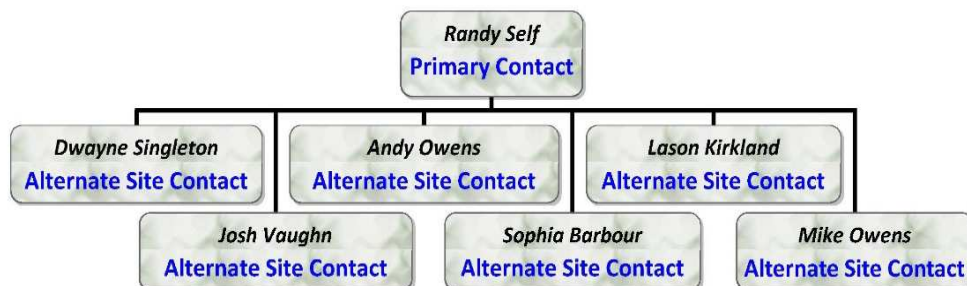 Randy Self
Primary Contact
Dwayne Singleton
Alternate Site Contact
Andy Owens
Alternate Site Contact
Lason Kirkland
Alternate Site Contact
Josh Vaughn
Alternate Site Contact
Sophia Barbour
Alternate Site Contact
Mike Owens
Alternate Site Contact